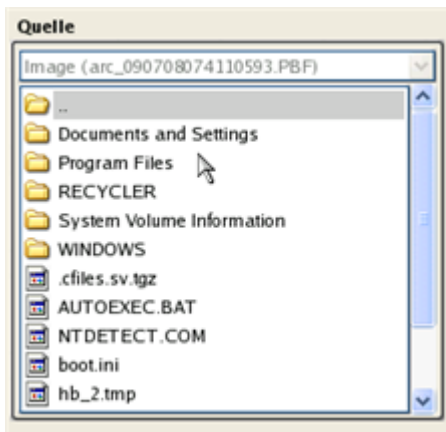 Quelle
Image (arc_090708074110593.PBF)
..
Documents and Settings
Program Files
RECYCLER
System Volume Information
WINDOWS
.cfiles.sv.tgz
AUTOEXEC.BAT
NTDETECT.COM
boot.ini
hb_2.tmp